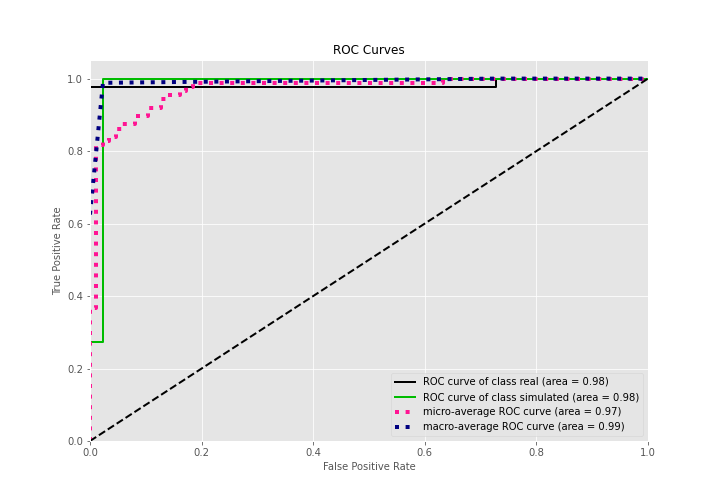 ROC Curves
True Positive Rate
1.0
0.8
0.6
0.4
0.2
0.0
0.0 0.2 0.4 0.6 0.8 1.0
False Positive Rate
ROC curve of class real (area = 0.98)
ROC curve of class simulated (area = 0.98)
micro-average ROC curve (area = 0.97)
macro-average ROC curve (area = 0.99)